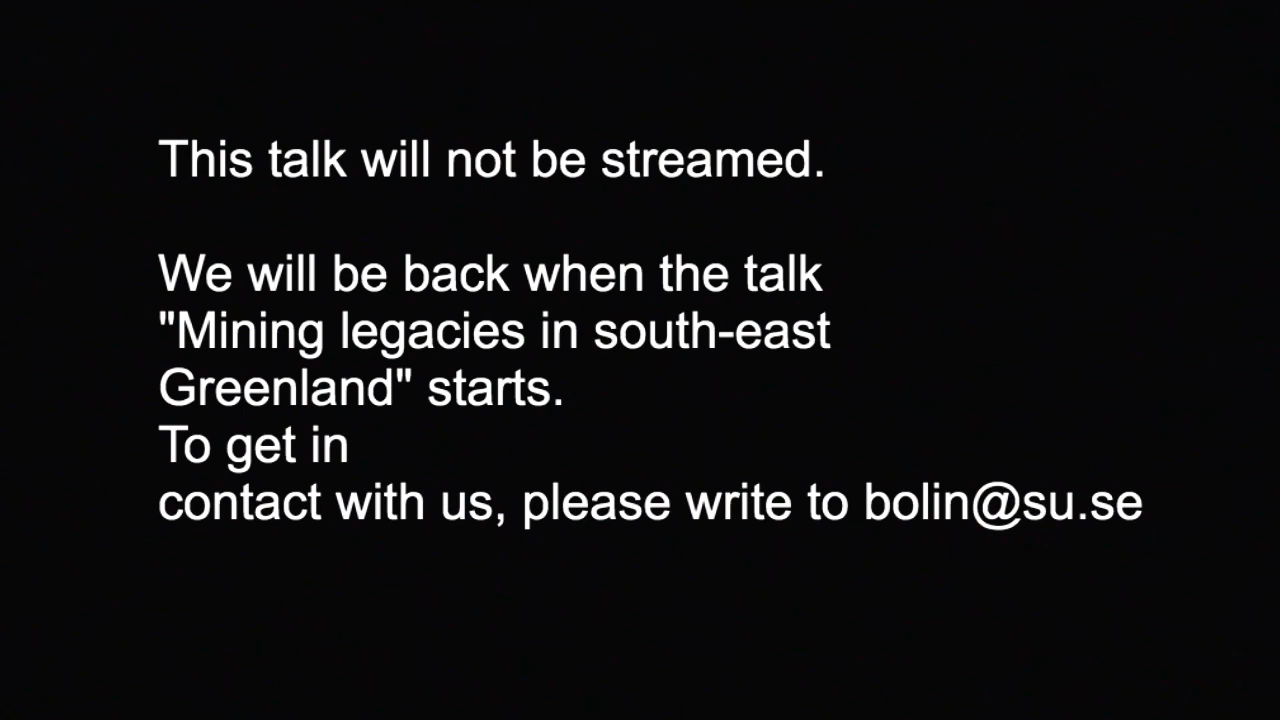 This talk will not be streamed.
We will be back when the talk
"Mining legacies in south-east
Greenland" starts.
To get in
contact with us, please write to bolin@su.se